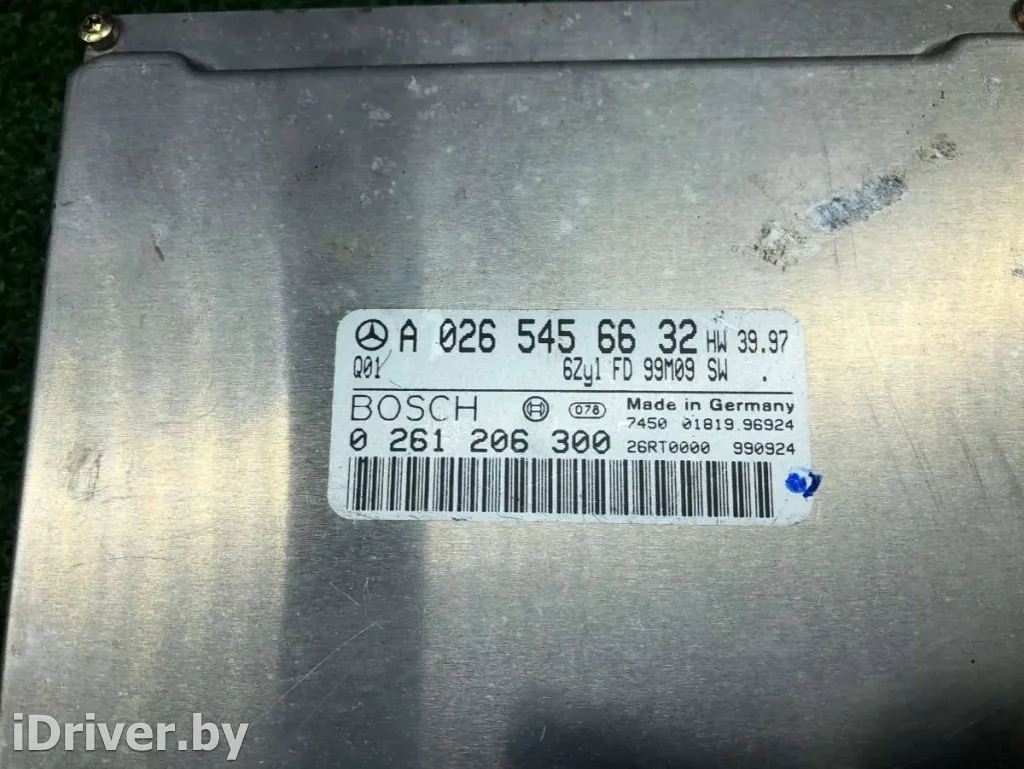 A 026 545 66 32 HW 39.97
Q01 6Zyl FD 99M09 SW .
BOSCH 078 Made in Germany
7450 01819.96924
0 261 206 300 26RT0000 990924
iDriver.by